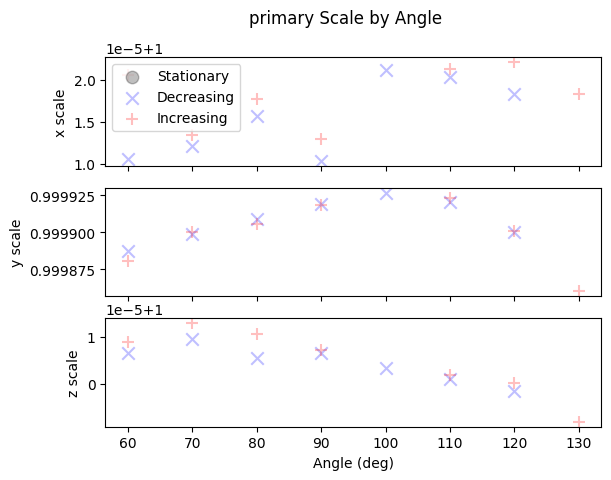 primary Scale by Angle
1e−5+1
2.0
1.5
1.0
x scale
Stationary
Decreasing
Increasing
0.999925
0.999900
0.999875
y scale
1e−5+1
1
0
z scale
60 70 80 90 100 110 120 130
Angle (deg)